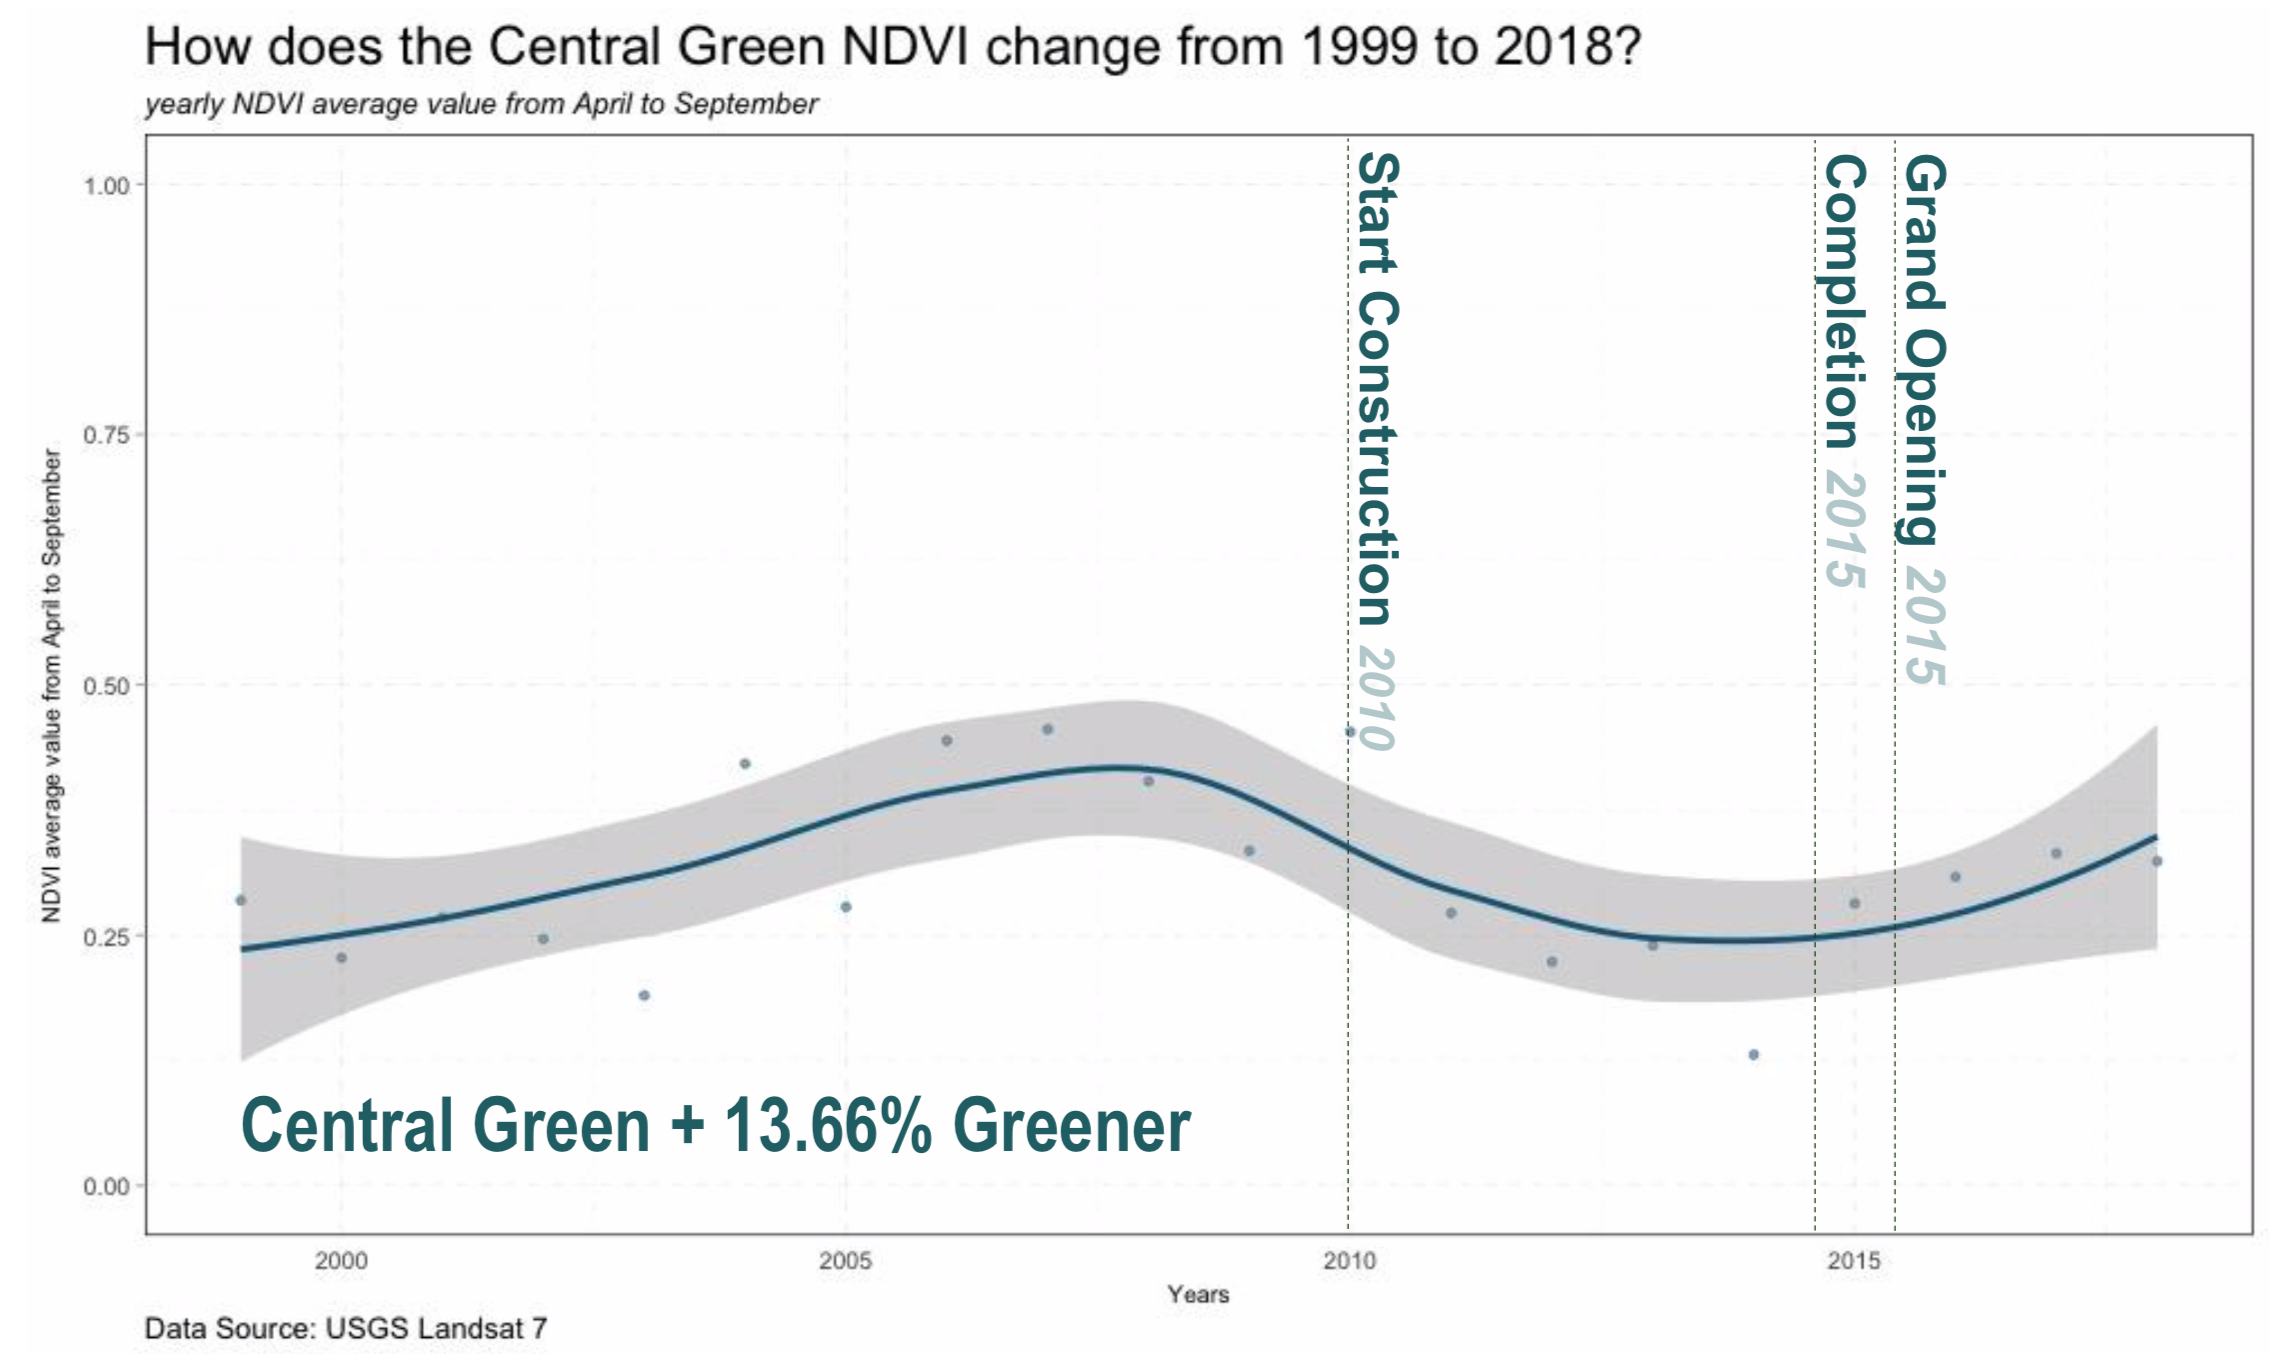 How does the Central Green NDVI change from 1999 to 2018?
yearly NDVI average value from April to September
NDVI average value from April to September
1.00
0.75
0.50
0.25
0.00
Start Construction 2010
Completion 2015
Grand Opening 2015
Central Green + 13.66% Greener
2000
2005
2010
2015
Years
Data Source: USGS Landsat 7